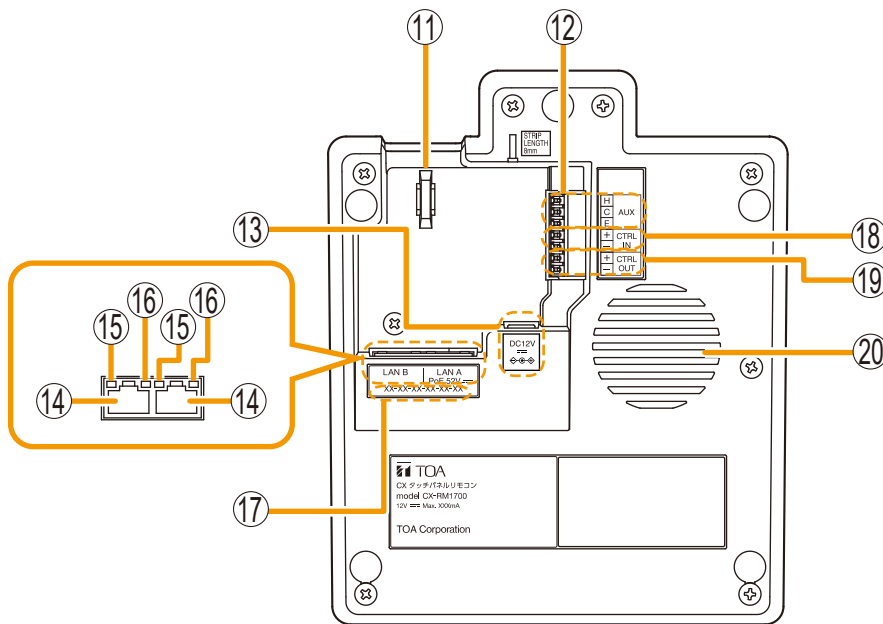 ⑪
⑫
STRIP
LENGTH
8mm
H
C
E
AUX
+
−
CTRL
IN
+
−
CTRL
OUT
⑬
⑱
⑲
⑯
⑯
⑮
⑮
⑭
⑭
DC12V
⑳
LAN B
LAN A
PoE 52V
XX-XX-XX-XX-XX-XX
⑰
TOA
CX タッチパネルリモコン
model CX-RM1700
12V Max. XXXmA
TOA Corporation